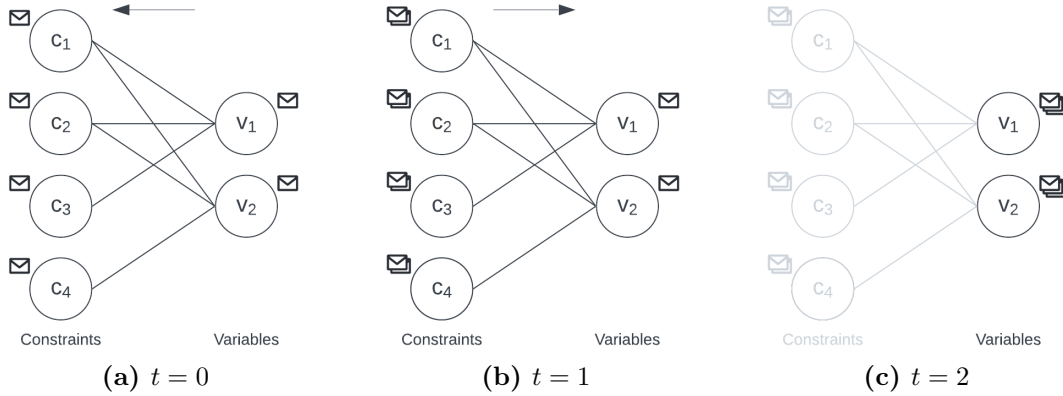 c1
c2
c3
c4
v1
v2
Constraints Variables
(a) t = 0
c1
c2
c3
c4
v1
v2
Constraints Variables
(b) t = 1
c1
c2
c3
c4
v1
v2
Constraints Variables
(c) t = 2